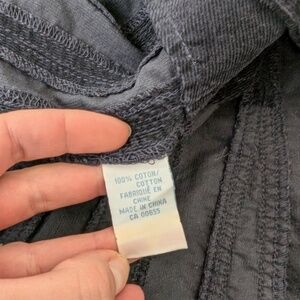 100% COTON/
COTTON
FABRIQUÉ EN
CHINE
MADE IN CHINA
CA 00855